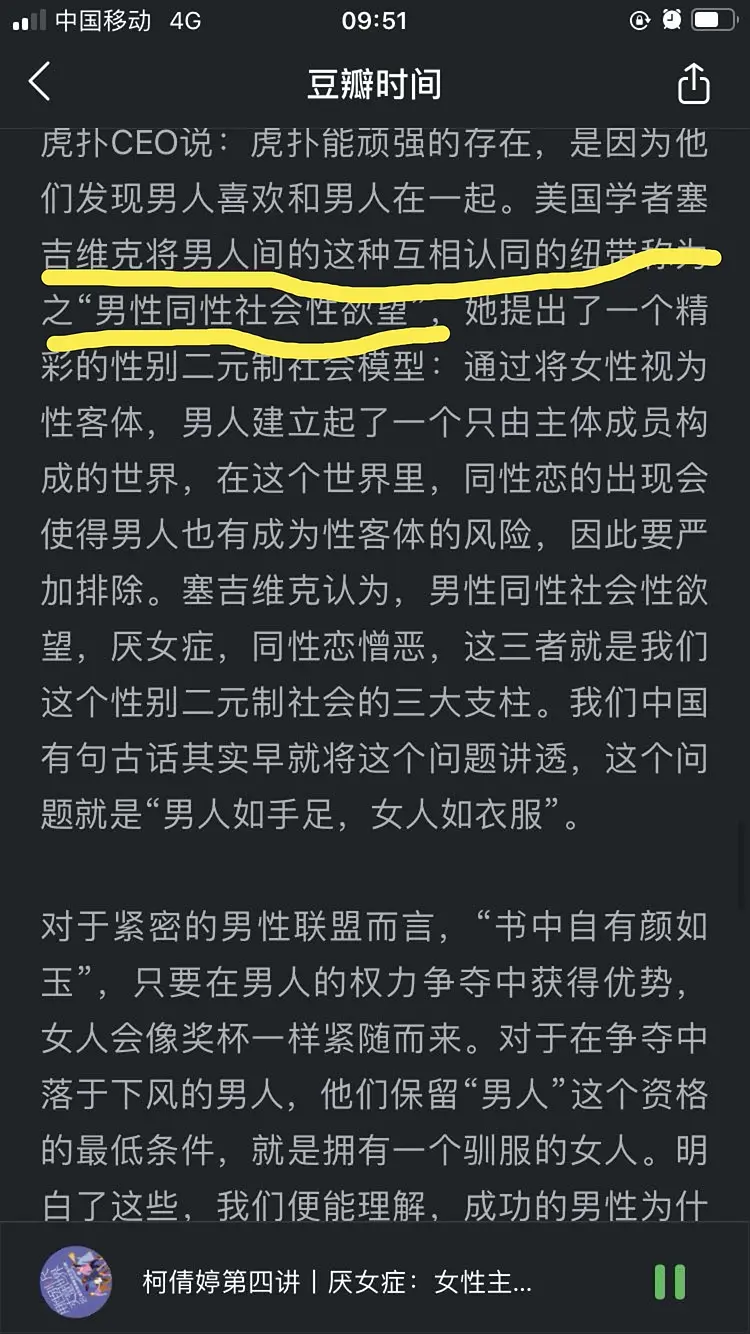 中国移动 4G 09:51
豆瓣时间
虎扑CEO说：虎扑能顽强的存在，是因为他
们发现男人喜欢和男人在一起。美国学者塞
吉维克将男人间的这种互相认同的纽带称为
之“男性同性社会性欲望”，她提出了一个精
彩的性别二元制社会模型：通过将女性视为
性客体，男人建立起了一个只由主体成员构
成的世界，在这个世界里，同性恋的出现会
使得男人也有成为性客体的风险，因此要严
加排除。塞吉维克认为，男性同性社会性欲
望，厌女症，同性恋憎恶，这三者就是我们
这个性别二元制社会的三大支柱。我们中国
有句古话其实早就将这个问题讲透，这个问
题就是“男人如手足，女人如衣服”。
对于紧密的男性联盟而言，“书中自有颜如
玉”，只要在男人的权力争夺中获得优势，
女人会像奖杯一样紧随而来。对于在争夺中
落于下风的男人，他们保留“男人”这个资格
的最低条件，就是拥有一个驯服的女人。明
白了这些，我们便能理解，成功的男性为什
柯倩婷第四讲丨厌女症：女性主...